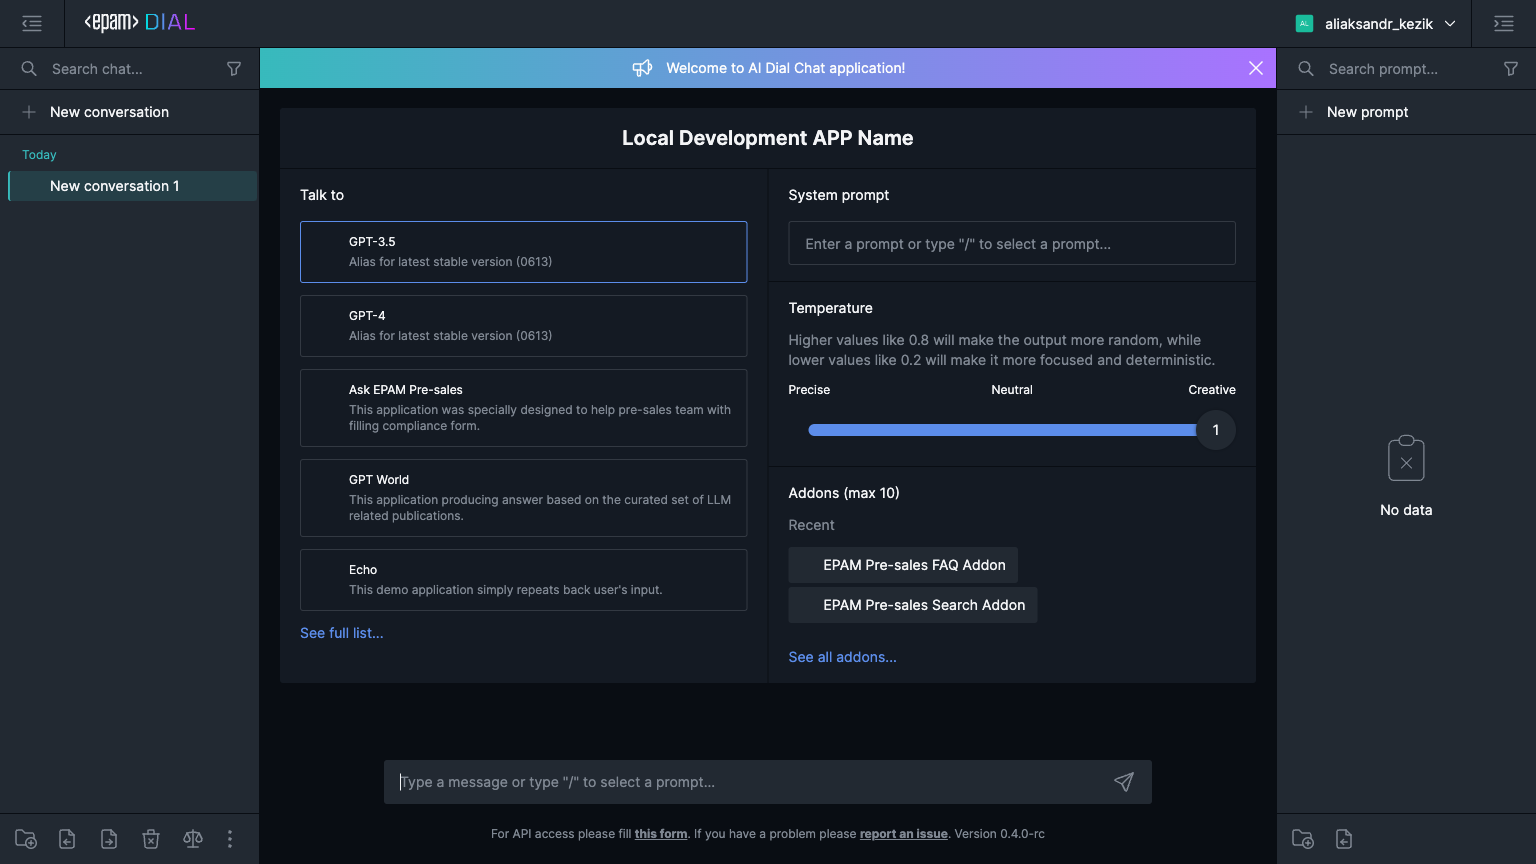 <epam> DIAL
AL
aliaksandr_kezik
Search chat...
Welcome to AI Dial Chat application!
Search prompt...
New conversation
New prompt
Today
New conversation 1
Local Development APP Name
Talk to
GPT-3.5
Alias for latest stable version (0613)
GPT-4
Alias for latest stable version (0613)
Ask EPAM Pre-sales
This application was specially designed to help pre-sales team with
filling compliance form.
GPT World
This application producing answer based on the curated set of LLM
related publications.
Echo
This demo application simply repeats back user's input.
See full list...
System prompt
Enter a prompt or type "/" to select a prompt...
Temperature
Higher values like 0.8 will make the output more random, while
lower values like 0.2 will make it more focused and deterministic.
Precise Neutral Creative
1
Addons (max 10)
Recent
EPAM Pre-sales FAQ Addon
EPAM Pre-sales Search Addon
See all addons...
No data
Type a message or type "/" to select a prompt...
For API access please fill this form. If you have a problem please report an issue. Version 0.4.0-rc